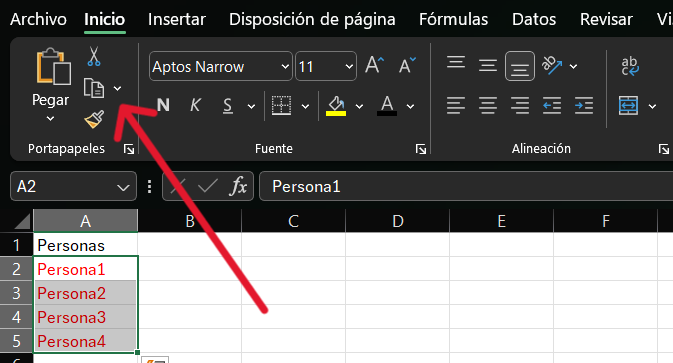 Archivo Inicio Insertar Disposición de página Fórmulas Datos Revisar
Aptos Narrow 11 A A ab
Pegar N K S A
Portapapeles Fuente Alineación
A2 fx Persona1
A B C D E F
1 Personas
2 Persona1
3 Persona2
4 Persona3
5 Persona4